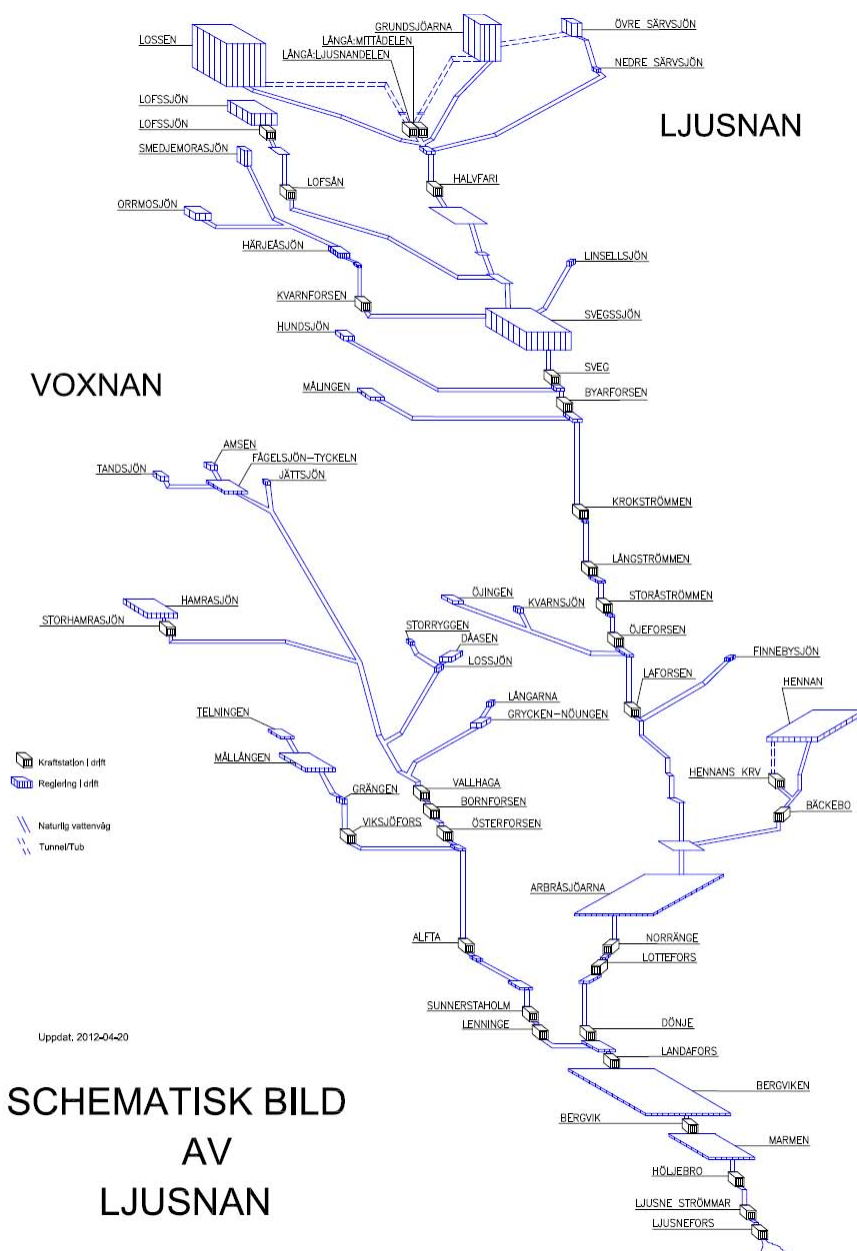 LOSSEN
GRUNDSJÖARNA
ÖVRE SÄRVSJÖN
LÅNGÅ:MITTÅDELEN
LÅNGÅ:LJUSNANDELEN
NEDRE SÄRVSJÖN
LOFSSJÖN
LOFSSJÖN
LJUSNAN
SMEDJEMORASJÖN
LOFSÅN
HALVFARI
ORRMOSJÖN
HÄRJEÅSJÖN
LINSELLSJÖN
KVARNFORSEN
SVEGSSJÖN
HUNDSJÖN
SVEG
VOXNAN
MÅLINGEN
BYARFORSEN
AMSEN
FÅGELSJÖN-TYCKELN
TANDSJÖN
JÄTTSJÖN
KROKSTRÖMMEN
LÅNGSTRÖMMEN
HAMRASJÖN
ÖJINGEN
KVARNSJÖN
STORÅSTRÖMMEN
STORHAMRASJÖN
STORRYGGEN
DÅASEN
ÖJEFORSEN
LOSSJÖN
FINNEBYSJÖN
LAFORSEN
HENNAN
LÅNGARNA
TELNINGEN
GRYCKEN-NÖUNGEN
MÅLLÅNGEN
Kraftstation i drift
HENNANS KRV
Reglering i drift
GRÄNGEN
VALLHAGA
BORNFORSEN
BÄCKEBO
Naturlig vattenväg
VIKSJÖFORS
ÖSTERFORSEN
Tunnel/Tub
ARBRÅSJÖARNA
ALFTA
NORRÄNGE
LOTTEFORS
SUNNERSTAHOLM
LENNINGE
DÖNJE
Uppdat. 2012-04-20
LANDAFORS
BERGVIKEN
SCHEMATISK BILD
AV
LJUSNAN
BERGVIK
MARMEN
HÖLJEBRO
LJUSNE STRÖMMAR
LJUSNEFORS